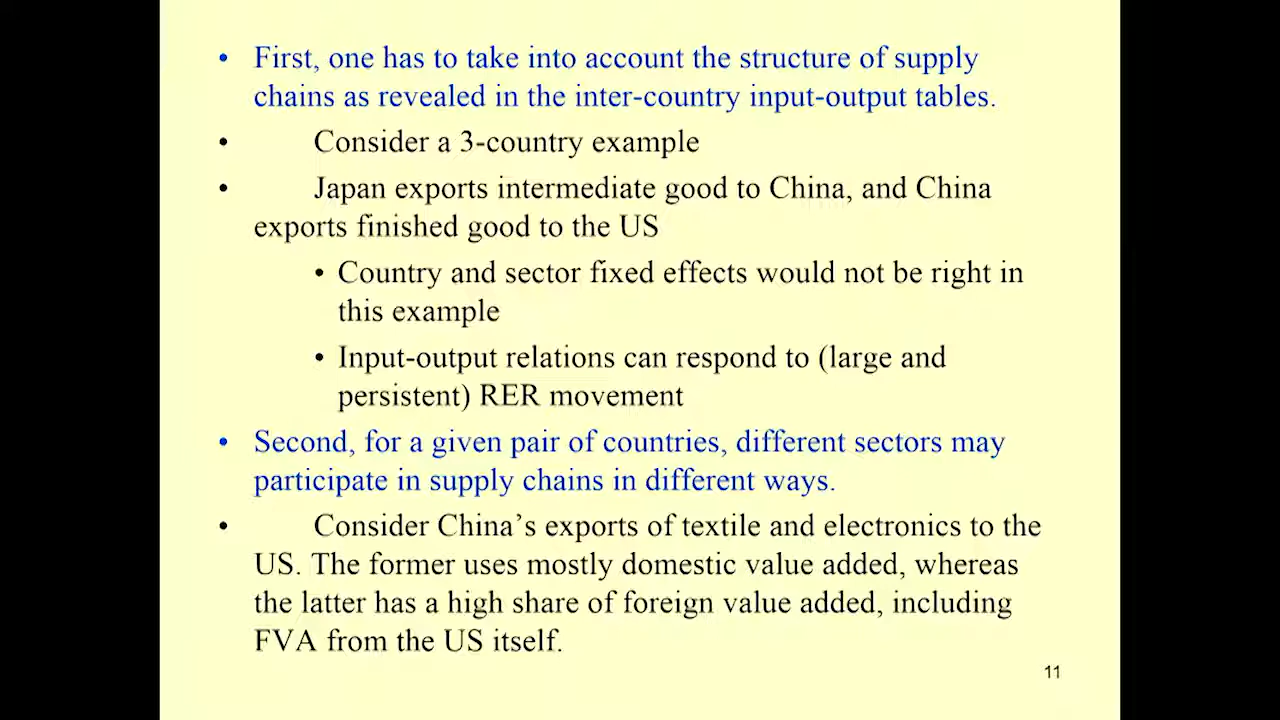 • First, one has to take into account the structure of supply
chains as revealed in the inter-country input-output tables.
• Consider a 3-country example
• Japan exports intermediate good to China, and China
exports finished good to the US
• Country and sector fixed effects would not be right in
this example
• Input-output relations can respond to (large and
persistent) RER movement
• Second, for a given pair of countries, different sectors may
participate in supply chains in different ways.
• Consider China’s exports of textile and electronics to the
US. The former uses mostly domestic value added, whereas
the latter has a high share of foreign value added, including
FVA from the US itself.
11